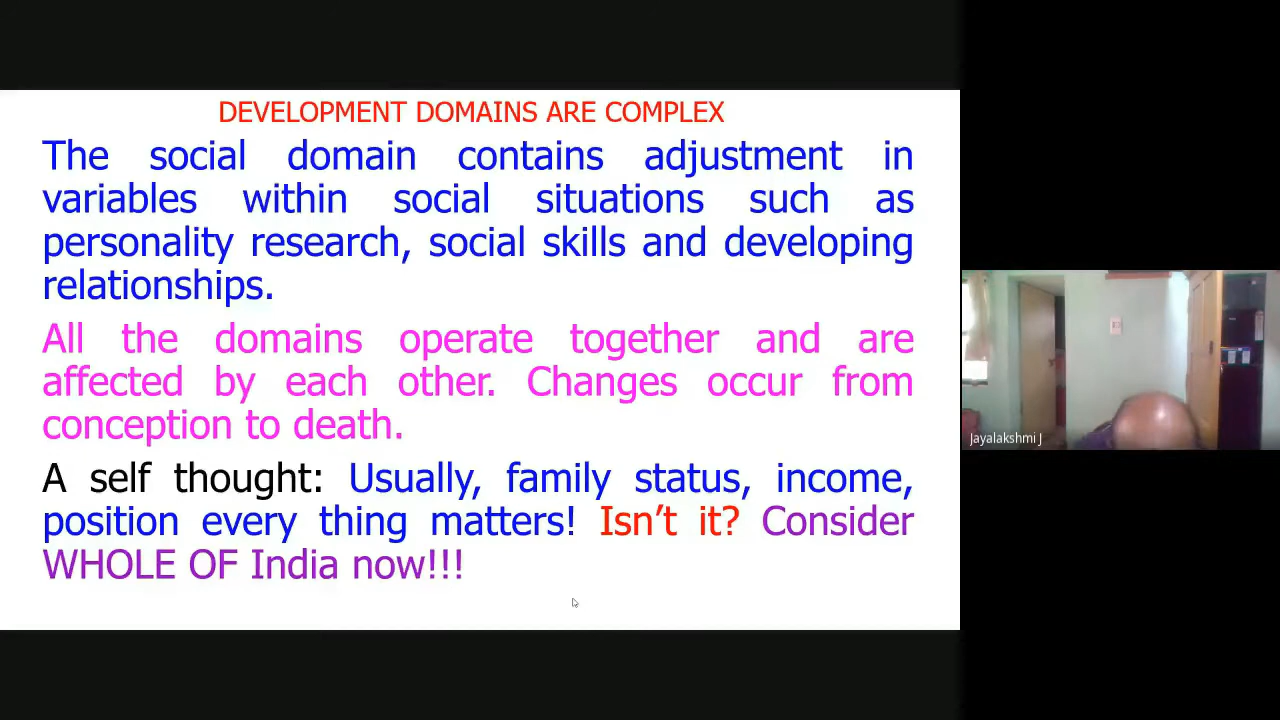 DEVELOPMENT DOMAINS ARE COMPLEX
The social domain contains adjustment in
variables within social situations such as
personality research, social skills and developing
relationships.
All the domains operate together and are
affected by each other. Changes occur from
conception to death.
A self thought: Usually, family status, income,
position every thing matters! Isn’t it? Consider
WHOLE OF India now!!!
Jayalakshmi J